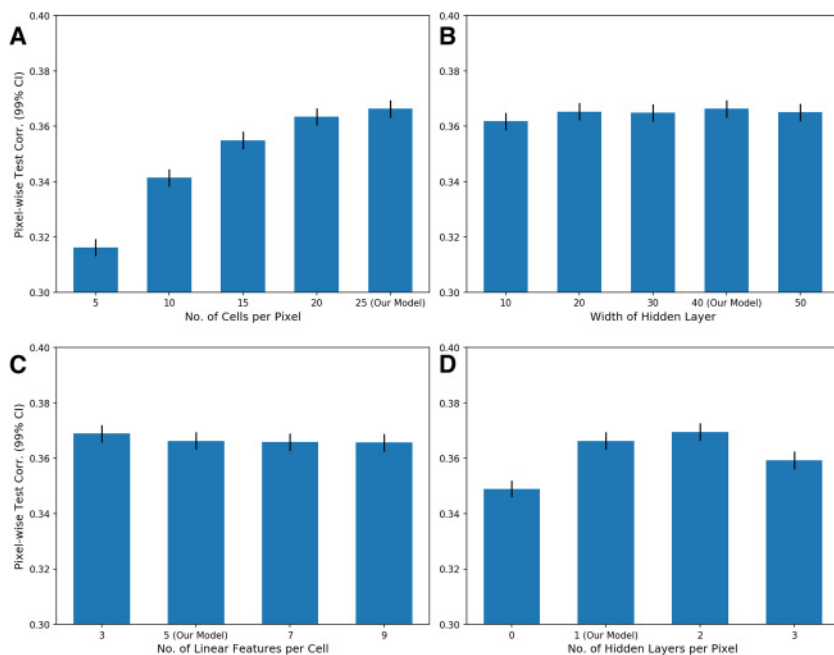 A
Pixel-wise Test Corr. (99% CI)
0.40
0.38
0.36
0.34
0.32
0.30
5 10 15 20 25 (Our Model)
No. of Cells per Pixel
B
0.40
0.38
0.36
0.34
0.32
0.30
10 20 30 40 (Our Model) 50
Width of Hidden Layer
C
Pixel-wise Test Corr. (99% CI)
0.40
0.38
0.36
0.34
0.32
0.30
3 5 (Our Model) 7 9
No. of Linear Features per Cell
D
0.40
0.38
0.36
0.34
0.32
0.30
0 1 (Our Model) 2 3
No. of Hidden Layers per Pixel